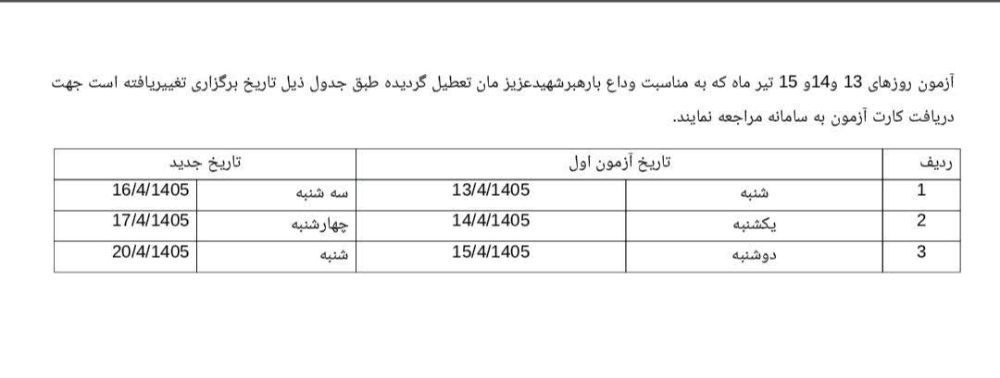 آزمون روزهای 13 و14و 15 تیر ماه که به مناسبت وداع بارهبرشهیدعزیز مان تعطیل گردیده طبق جدول ذیل تاریخ برگزاری تغییریافته است جهت
دریافت کارت آزمون به سامانه مراجعه نمایند.
ردیف تاریخ آزمون اول تاریخ جدید
1 شنبه 13/4/1405 سه شنبه 16/4/1405
2 یکشنبه 14/4/1405 چهارشنبه 17/4/1405
3 دوشنبه 15/4/1405 شنبه 20/4/1405